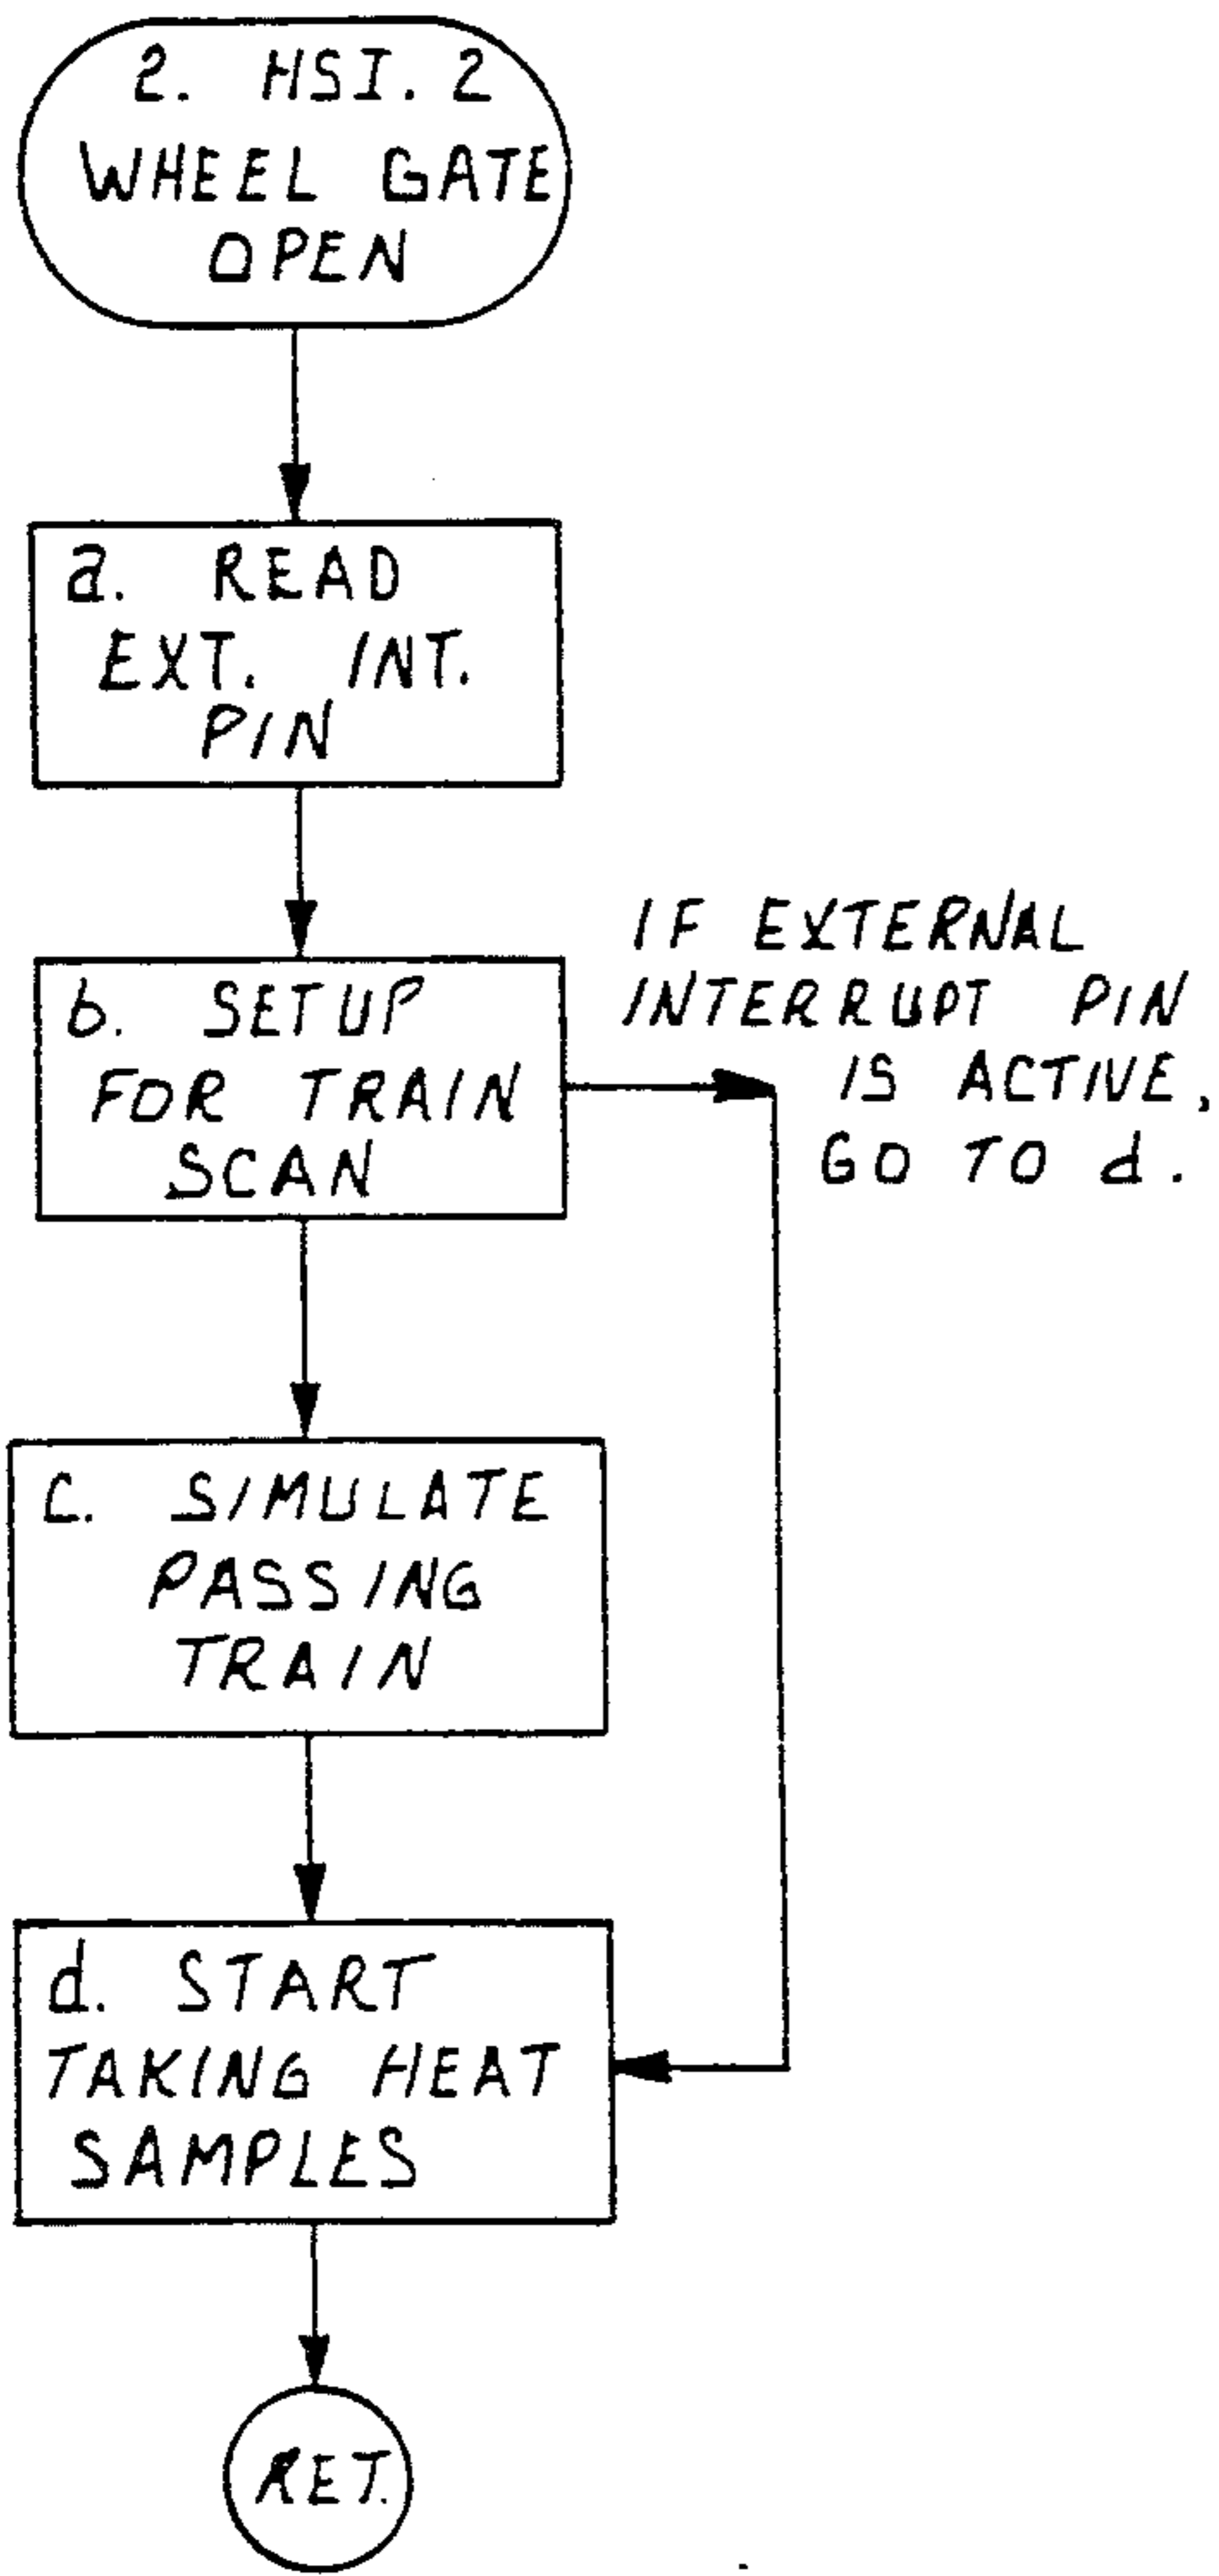 2. HSI. 2
WHEEL GATE
OPEN
a. READ
EXT. INT.
PIN
IF EXTERNAL
INTERRUPT PIN
IS ACTIVE,
GO TO d.
b. SETUP
FOR TRAIN
SCAN
c. SIMULATE
PASSING
TRAIN
d. START
TAKING HEAT
SAMPLES
RET.